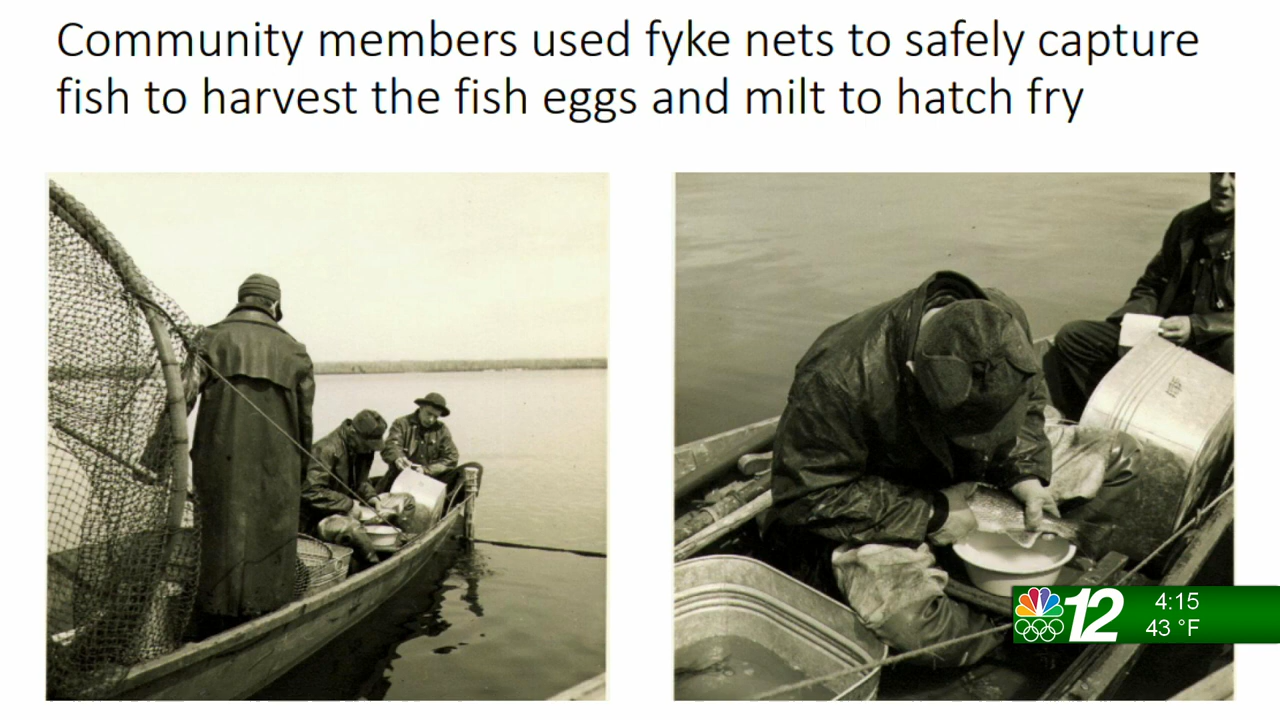 Community members used fyke nets to safely capture
fish to harvest the fish eggs and milt to hatch fry
12
4:15
43 °F